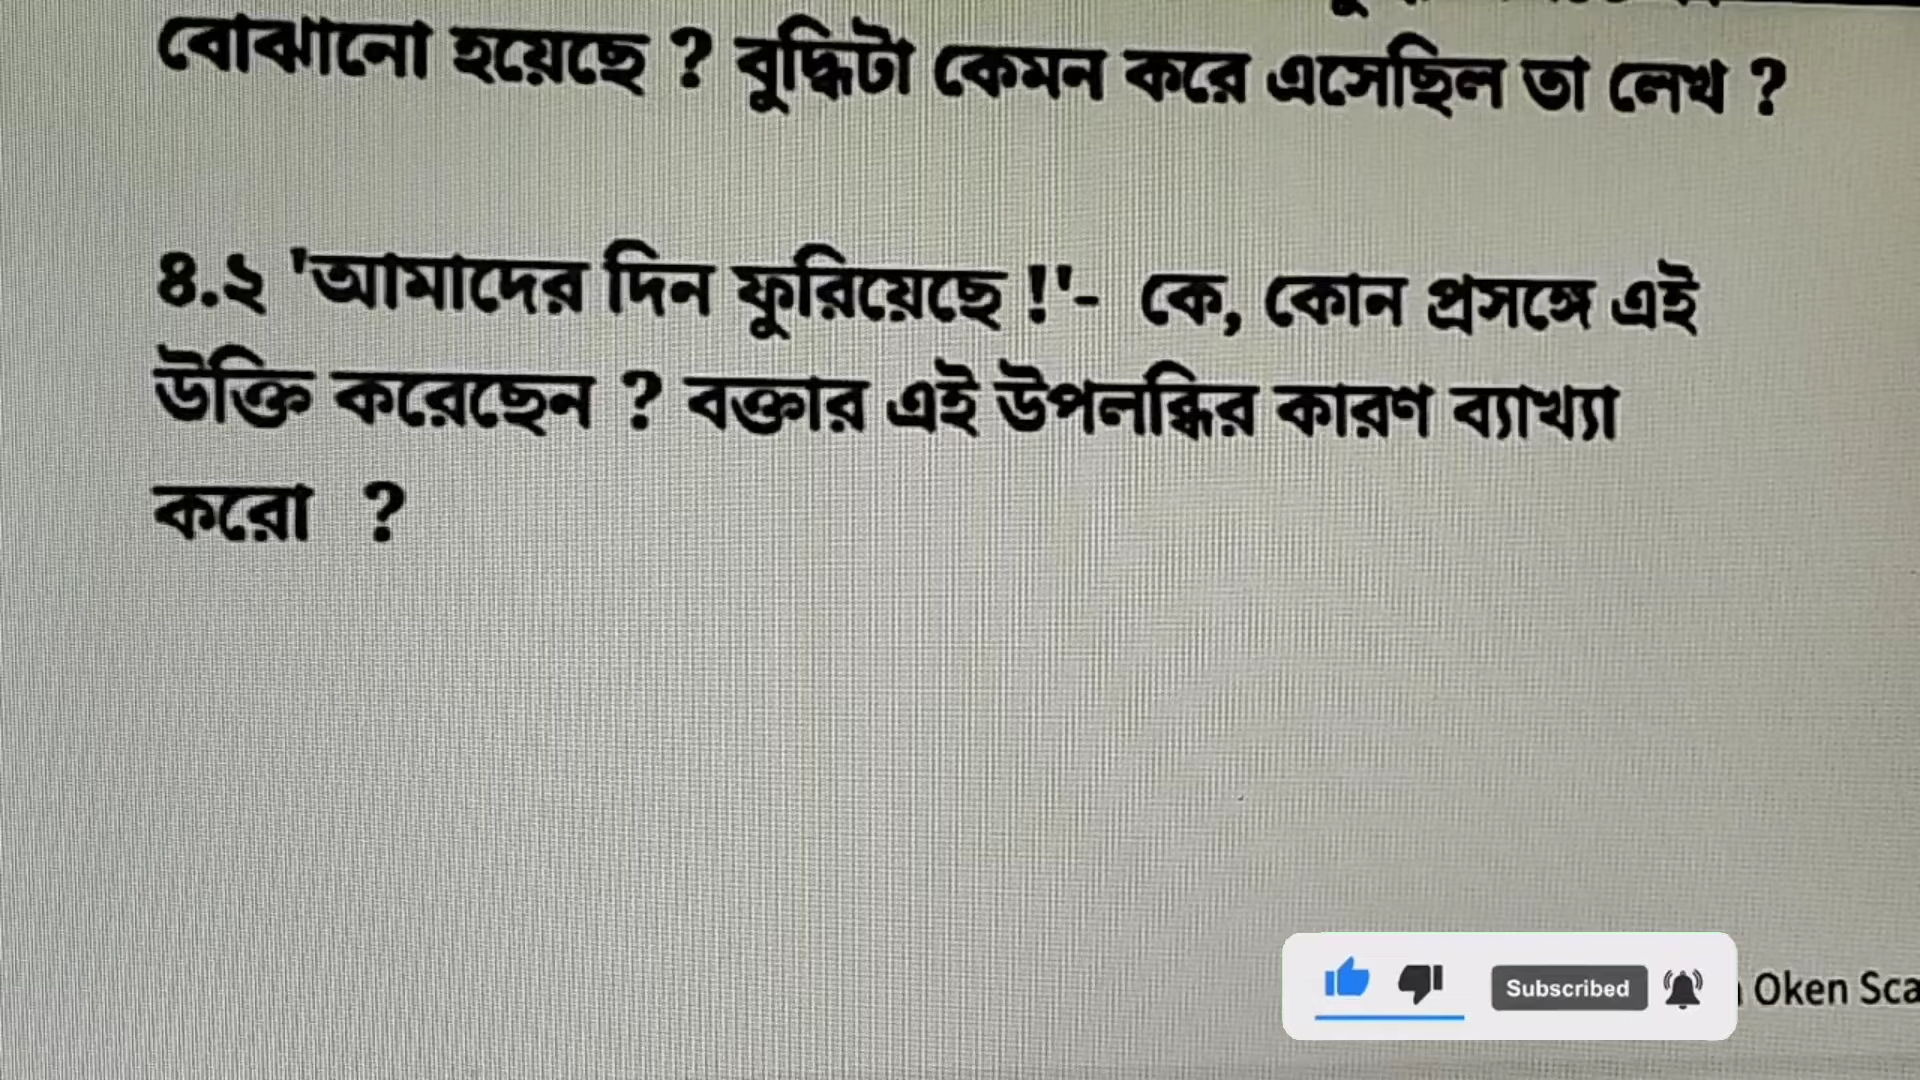 বোঝানো হয়েছে ? বুদ্ধিটা কেমন করে এসেছিল তা লেখ ?
৪.২ 'আমাদের দিন ফুরিয়েছে !'- কে, কোন প্রসঙ্গে এই
উক্তি করেছেন ? বক্তার এই উপলব্ধির কারণ ব্যাখ্যা
করো ?
Subscribed
Oken Sca